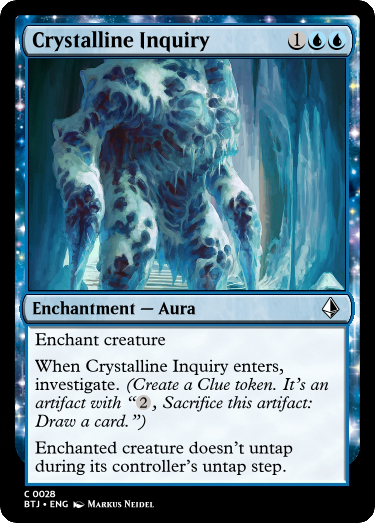 Crystalline Inquiry 1
Enchantment — Aura
Enchant creature
When Crystalline Inquiry enters,
investigate. (Create a Clue token. It's an
artifact with “2, Sacrifice this artifact:
Draw a card.”)
Enchanted creature doesn't untap
during its controller's untap step.
C 0028
BTJ • ENG Markus Neidel